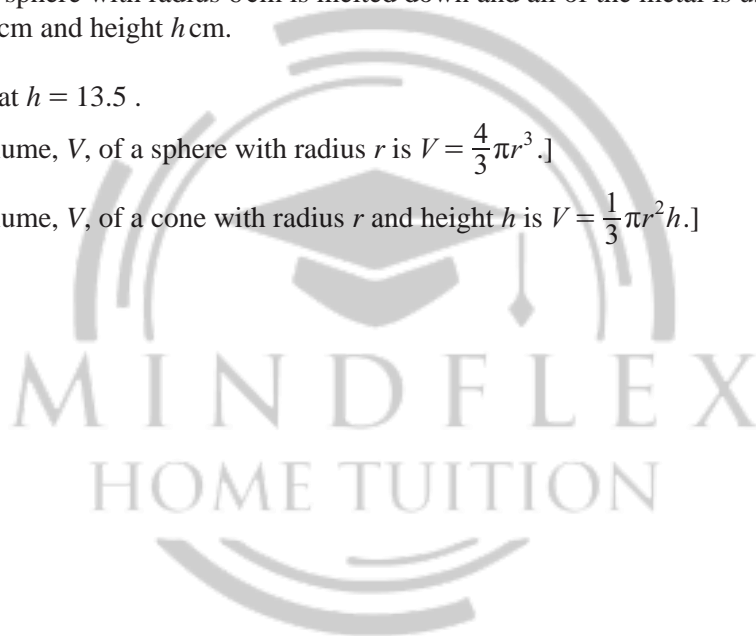 sphere with radius 6 cm is melted down and all of the metal is
cm and height h cm.
at h = 13.5 .
ume, V, of a sphere with radius r is V = \frac{4}{3}πr³.]
ume, V, of a cone with radius r and height h is V = \frac{1}{3}πr²h.]
MINDFLEX
HOME TUITION